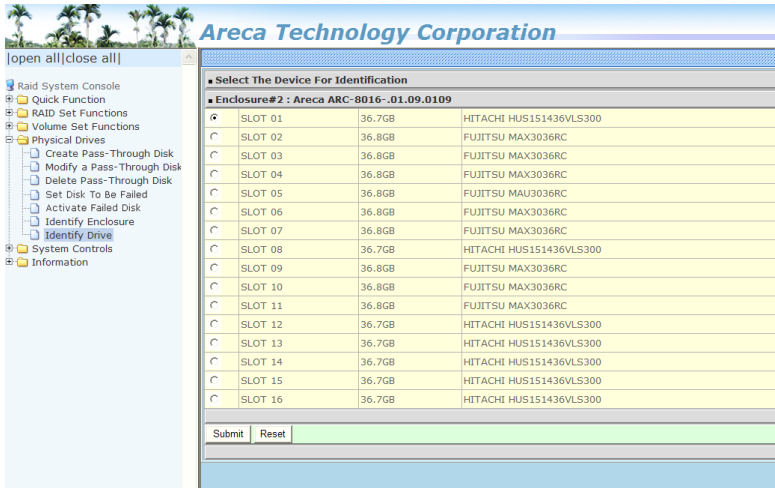 Areca Technology Corporation
|open all|close all|
Raid System Console
Quick Function
RAID Set Functions
Volume Set Functions
Physical Drives
Create Pass-Through Disk
Modify a Pass-Through Disk
Delete Pass-Through Disk
Set Disk To Be Failed
Activate Failed Disk
Identify Enclosure
Identify Drive
System Controls
Information
Select The Device For Identification
Enclosure#2 : Areca ARC-8016-.01.09.0109
SLOT 01 36.7GB HITACHI HUS151436VLS300
SLOT 02 36.8GB FUJITSU MAX3036RC
SLOT 03 36.8GB FUJITSU MAX3036RC
SLOT 04 36.8GB FUJITSU MAX3036RC
SLOT 05 36.8GB FUJITSU MAU3036RC
SLOT 06 36.8GB FUJITSU MAX3036RC
SLOT 07 36.8GB FUJITSU MAX3036RC
SLOT 08 36.7GB HITACHI HUS151436VLS300
SLOT 09 36.8GB FUJITSU MAX3036RC
SLOT 10 36.8GB FUJITSU MAX3036RC
SLOT 11 36.8GB FUJITSU MAX3036RC
SLOT 12 36.7GB HITACHI HUS151436VLS300
SLOT 13 36.7GB HITACHI HUS151436VLS300
SLOT 14 36.7GB HITACHI HUS151436VLS300
SLOT 15 36.7GB HITACHI HUS151436VLS300
SLOT 16 36.7GB HITACHI HUS151436VLS300
Submit Reset